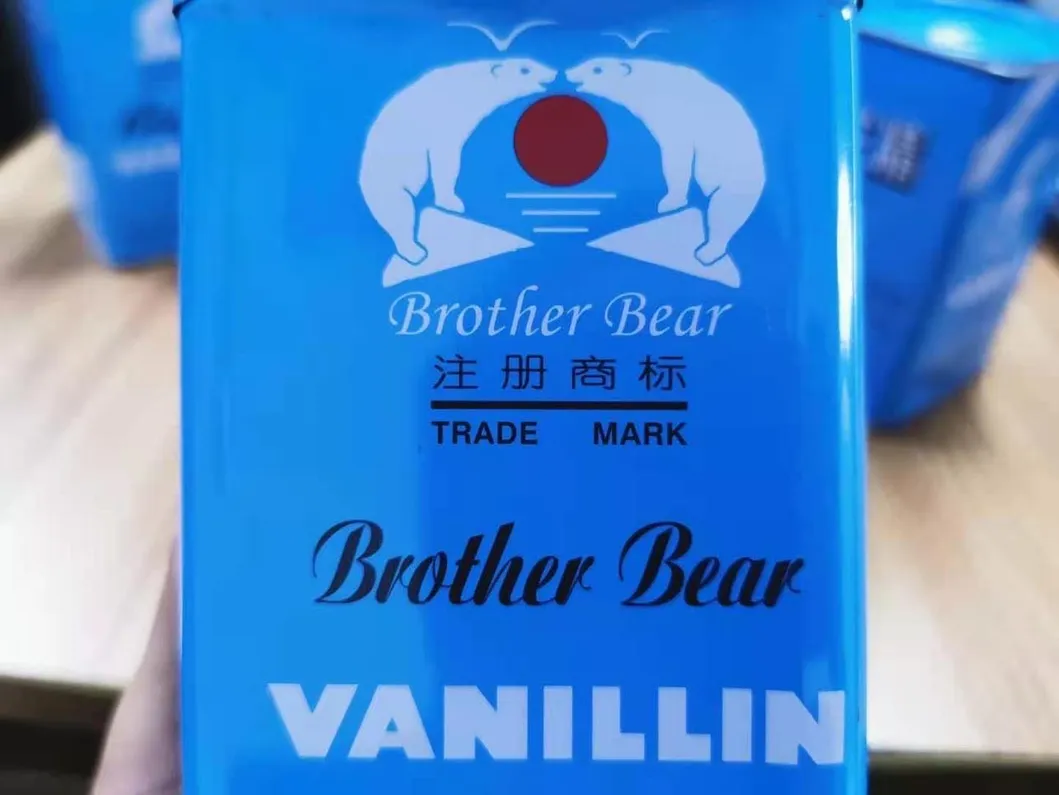 Brother Bear
注册商标
TRADE MARK
Brother Bear
VANILLIN